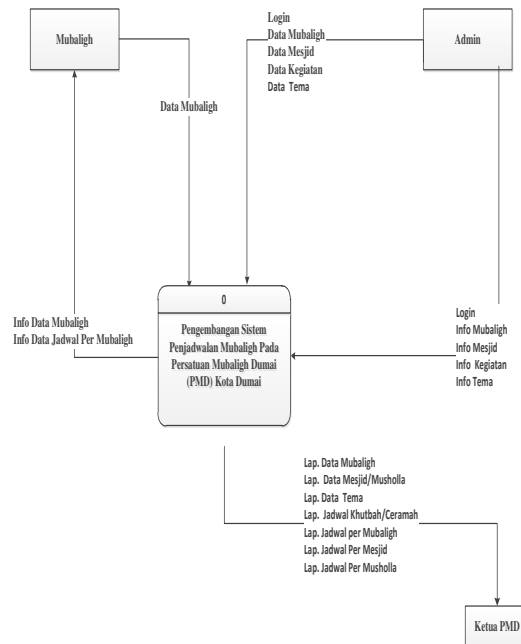 Login
Data Mubaligh
Data Mesjid
Data Kegiatan
Data Tema
Mubaligh
Admin
Data Mubaligh
0
Pengembangan Sistem
Penjadwalan Mubaligh Pada
Persatuan Mubaligh Dumai
(PMD) Kota Dumai
Info Data Mubaligh
Info Data Jadwal Per Mubaligh
Login
Info Mubaligh
Info Mesjid
Info Kegiatan
Info Tema
Lap. Data Mubaligh
Lap. Data Mesjid/Musholla
Lap. Data Tema
Lap. Jadwal Khutbah/Ceramah
Lap. Jadwal per Mubaligh
Lap. Jadwal Per Mesjid
Lap. Jadwal Per Musholla
Ketua PMD